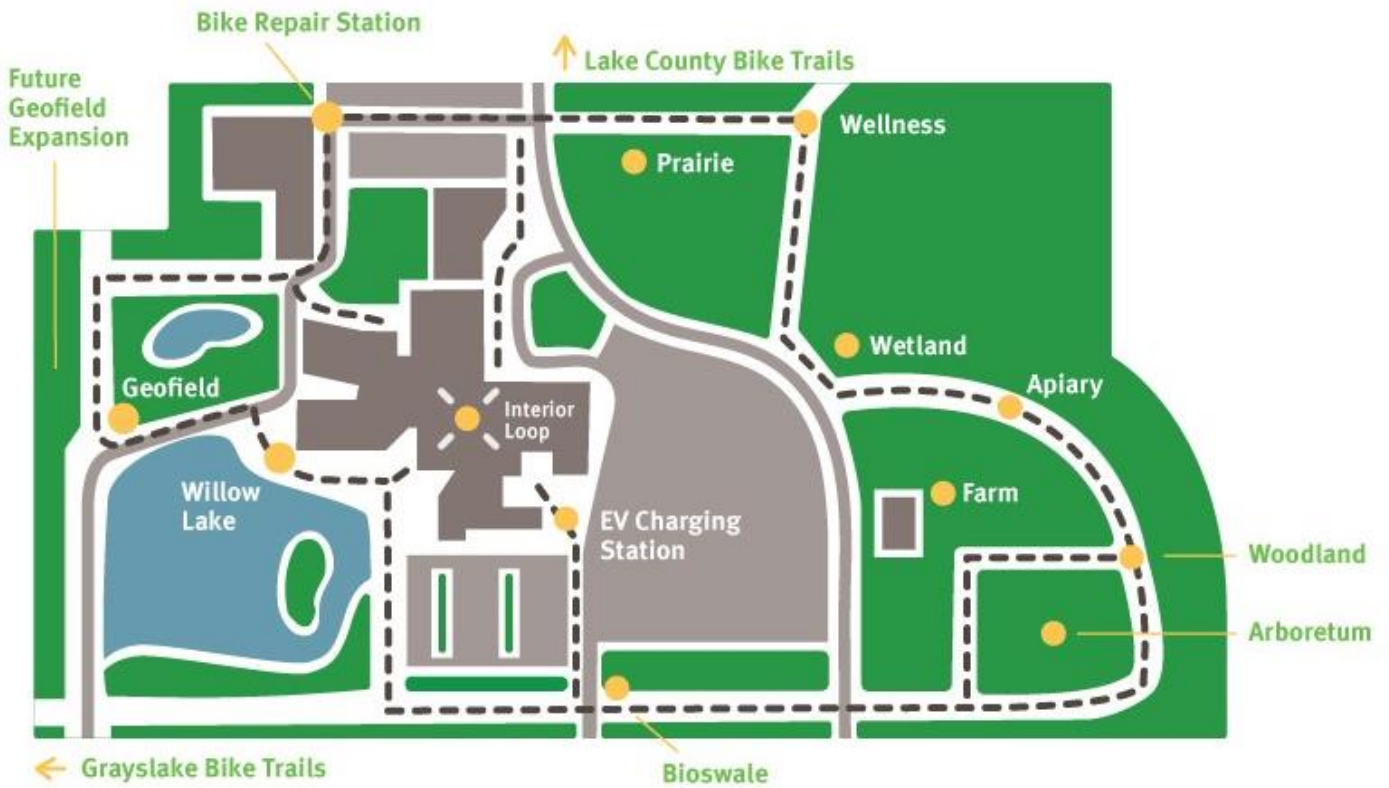 Bike Repair Station
Lake County Bike Trails
Future
Geofield
Expansion
Wellness
Prairie
Wetland
Geofield
Apiary
Interior
Loop
Willow
Lake
Farm
EV Charging
Station
Woodland
Arboretum
Grayslake Bike Trails
Bioswale